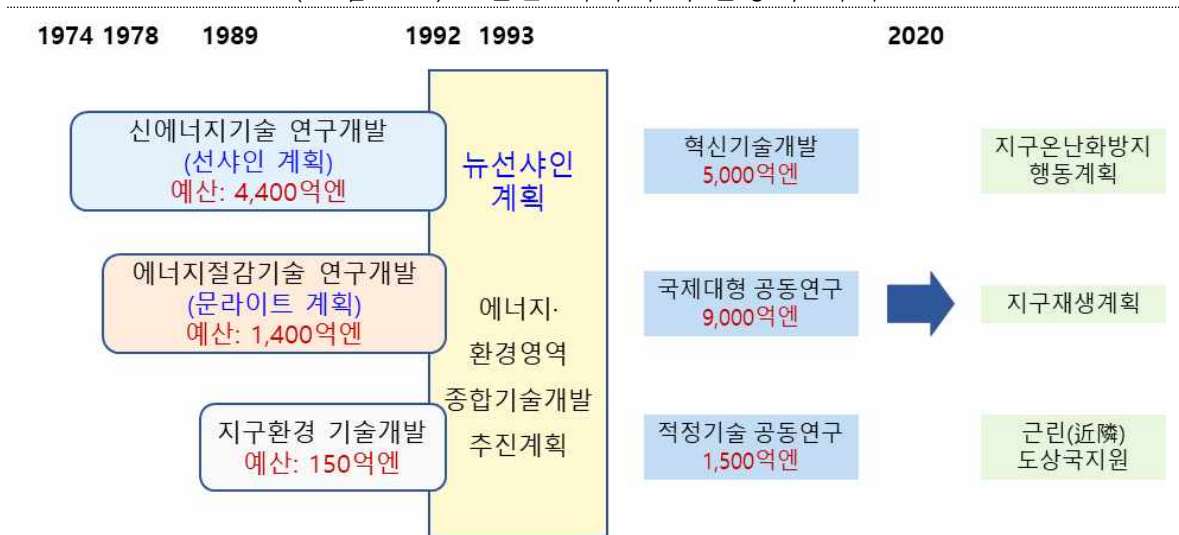 1974 1978 1989 1992 1993 2020
신에너지기술 연구개발
(선샤인 계획)
예산: 4,400억엔
에너지절감기술 연구개발
(문라이트 계획)
예산: 1,400억엔
지구환경 기술개발
예산: 150억엔
뉴선샤인
계획
에너지·
환경영역
종합기술개발
추진계획
혁신기술개발
5,000억엔
국제대형 공동연구
9,000억엔
적정기술 공동연구
1,500억엔
지구온난화방지
행동계획
지구재생계획
근린(近隣)
도상국지원